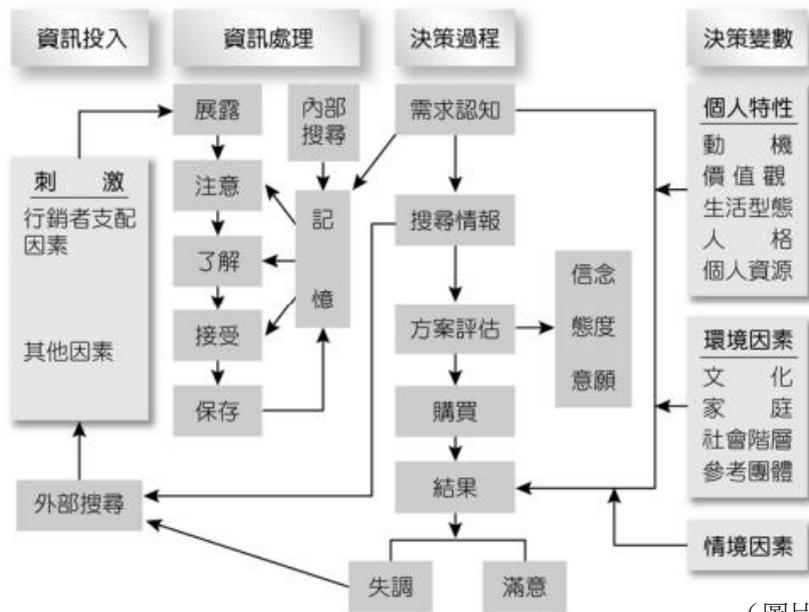 資訊投入
資訊處理
決策過程
決策變數
刺 激
行銷者支配
因素
其他因素
外部搜尋
展露
注意
了解
接受
保存
內部
搜尋
記
憶
需求認知
搜尋情報
方案評估
購買
結果
失調
滿意
信念
態度
意願
個人特性
動 機
價值觀
生活型態
人 格
個人資源
環境因素
文 化
家 庭
社會階層
參考團體
情境因素